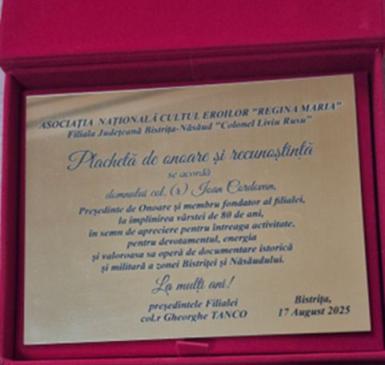 ASOCIAȚIA NAȚIONALĂ CULTUL EROILOR "REGINA MARIA"
Filiala Județeană Bistrița-Năsăud "Colonel Liviu Rusu"
Plachetă de onoare și recunoștință
se acordă
domnului col. (r) Ioan Cordovan,
Președinte de Onoare și membru fondator al filialei,
la împlinirea vârstei de 80 de ani,
în semn de apreciere pentru întreaga activitate,
pentru devotamentul, energia
și valoroasa sa operă de documentare istorică
și militară a zonei Bistriței și Năsăudului.
La mulți ani!
președintele Filialei
col.r Gheorghe TANCO
Bistrița,
17 August 2025